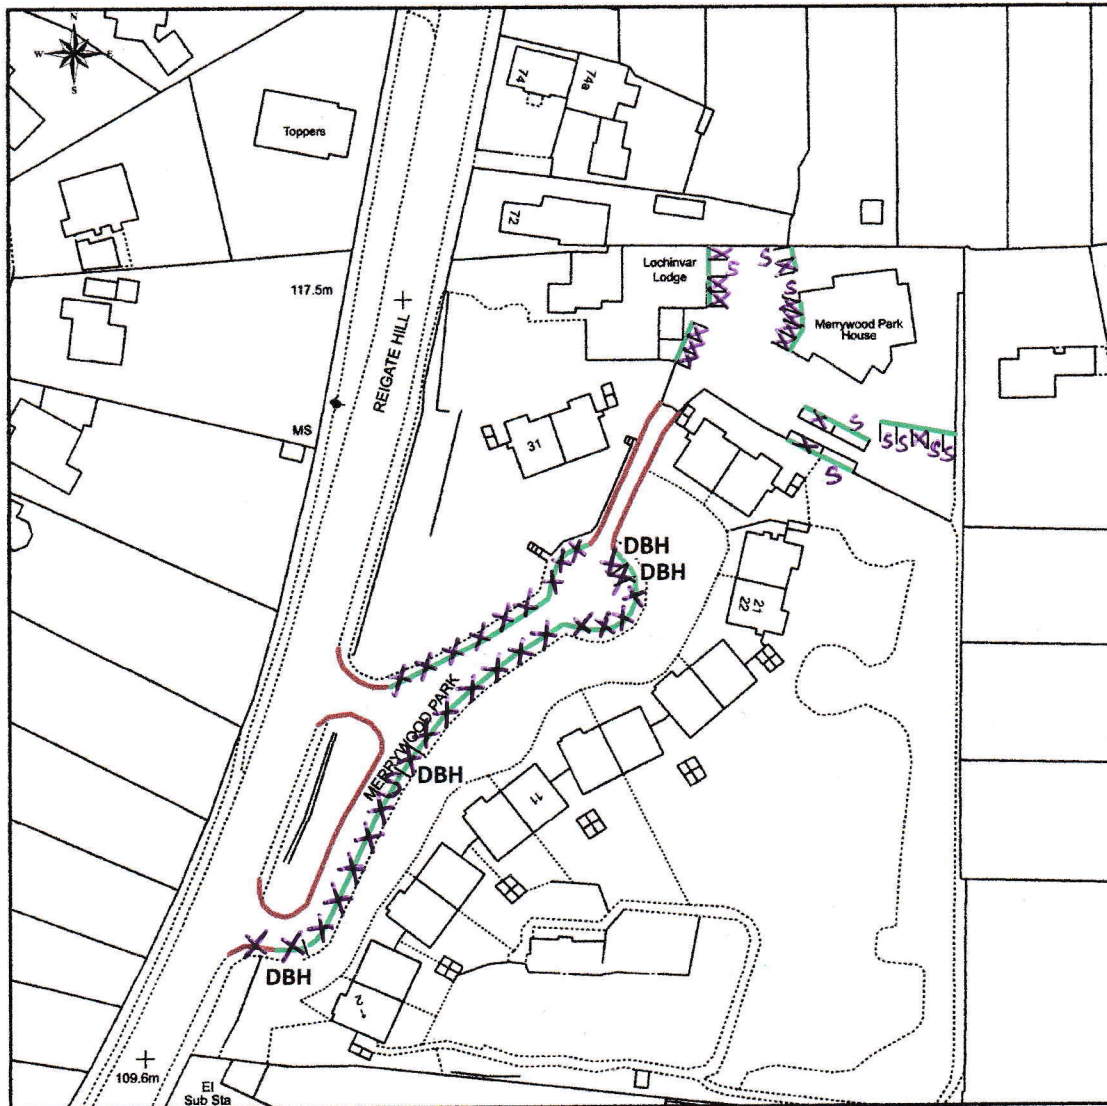 N
W E
S
74
74a
Toppers
72
Lochinvar
Lodge
S
S
S
117.5m
Merrywood Park
House
REIGATE HILL
MS
31
S
S S S S
S
DBH
DBH
21
22
MERRYWOOD PARK
DBH
11
DBH
109.6m
El
Sub Sta